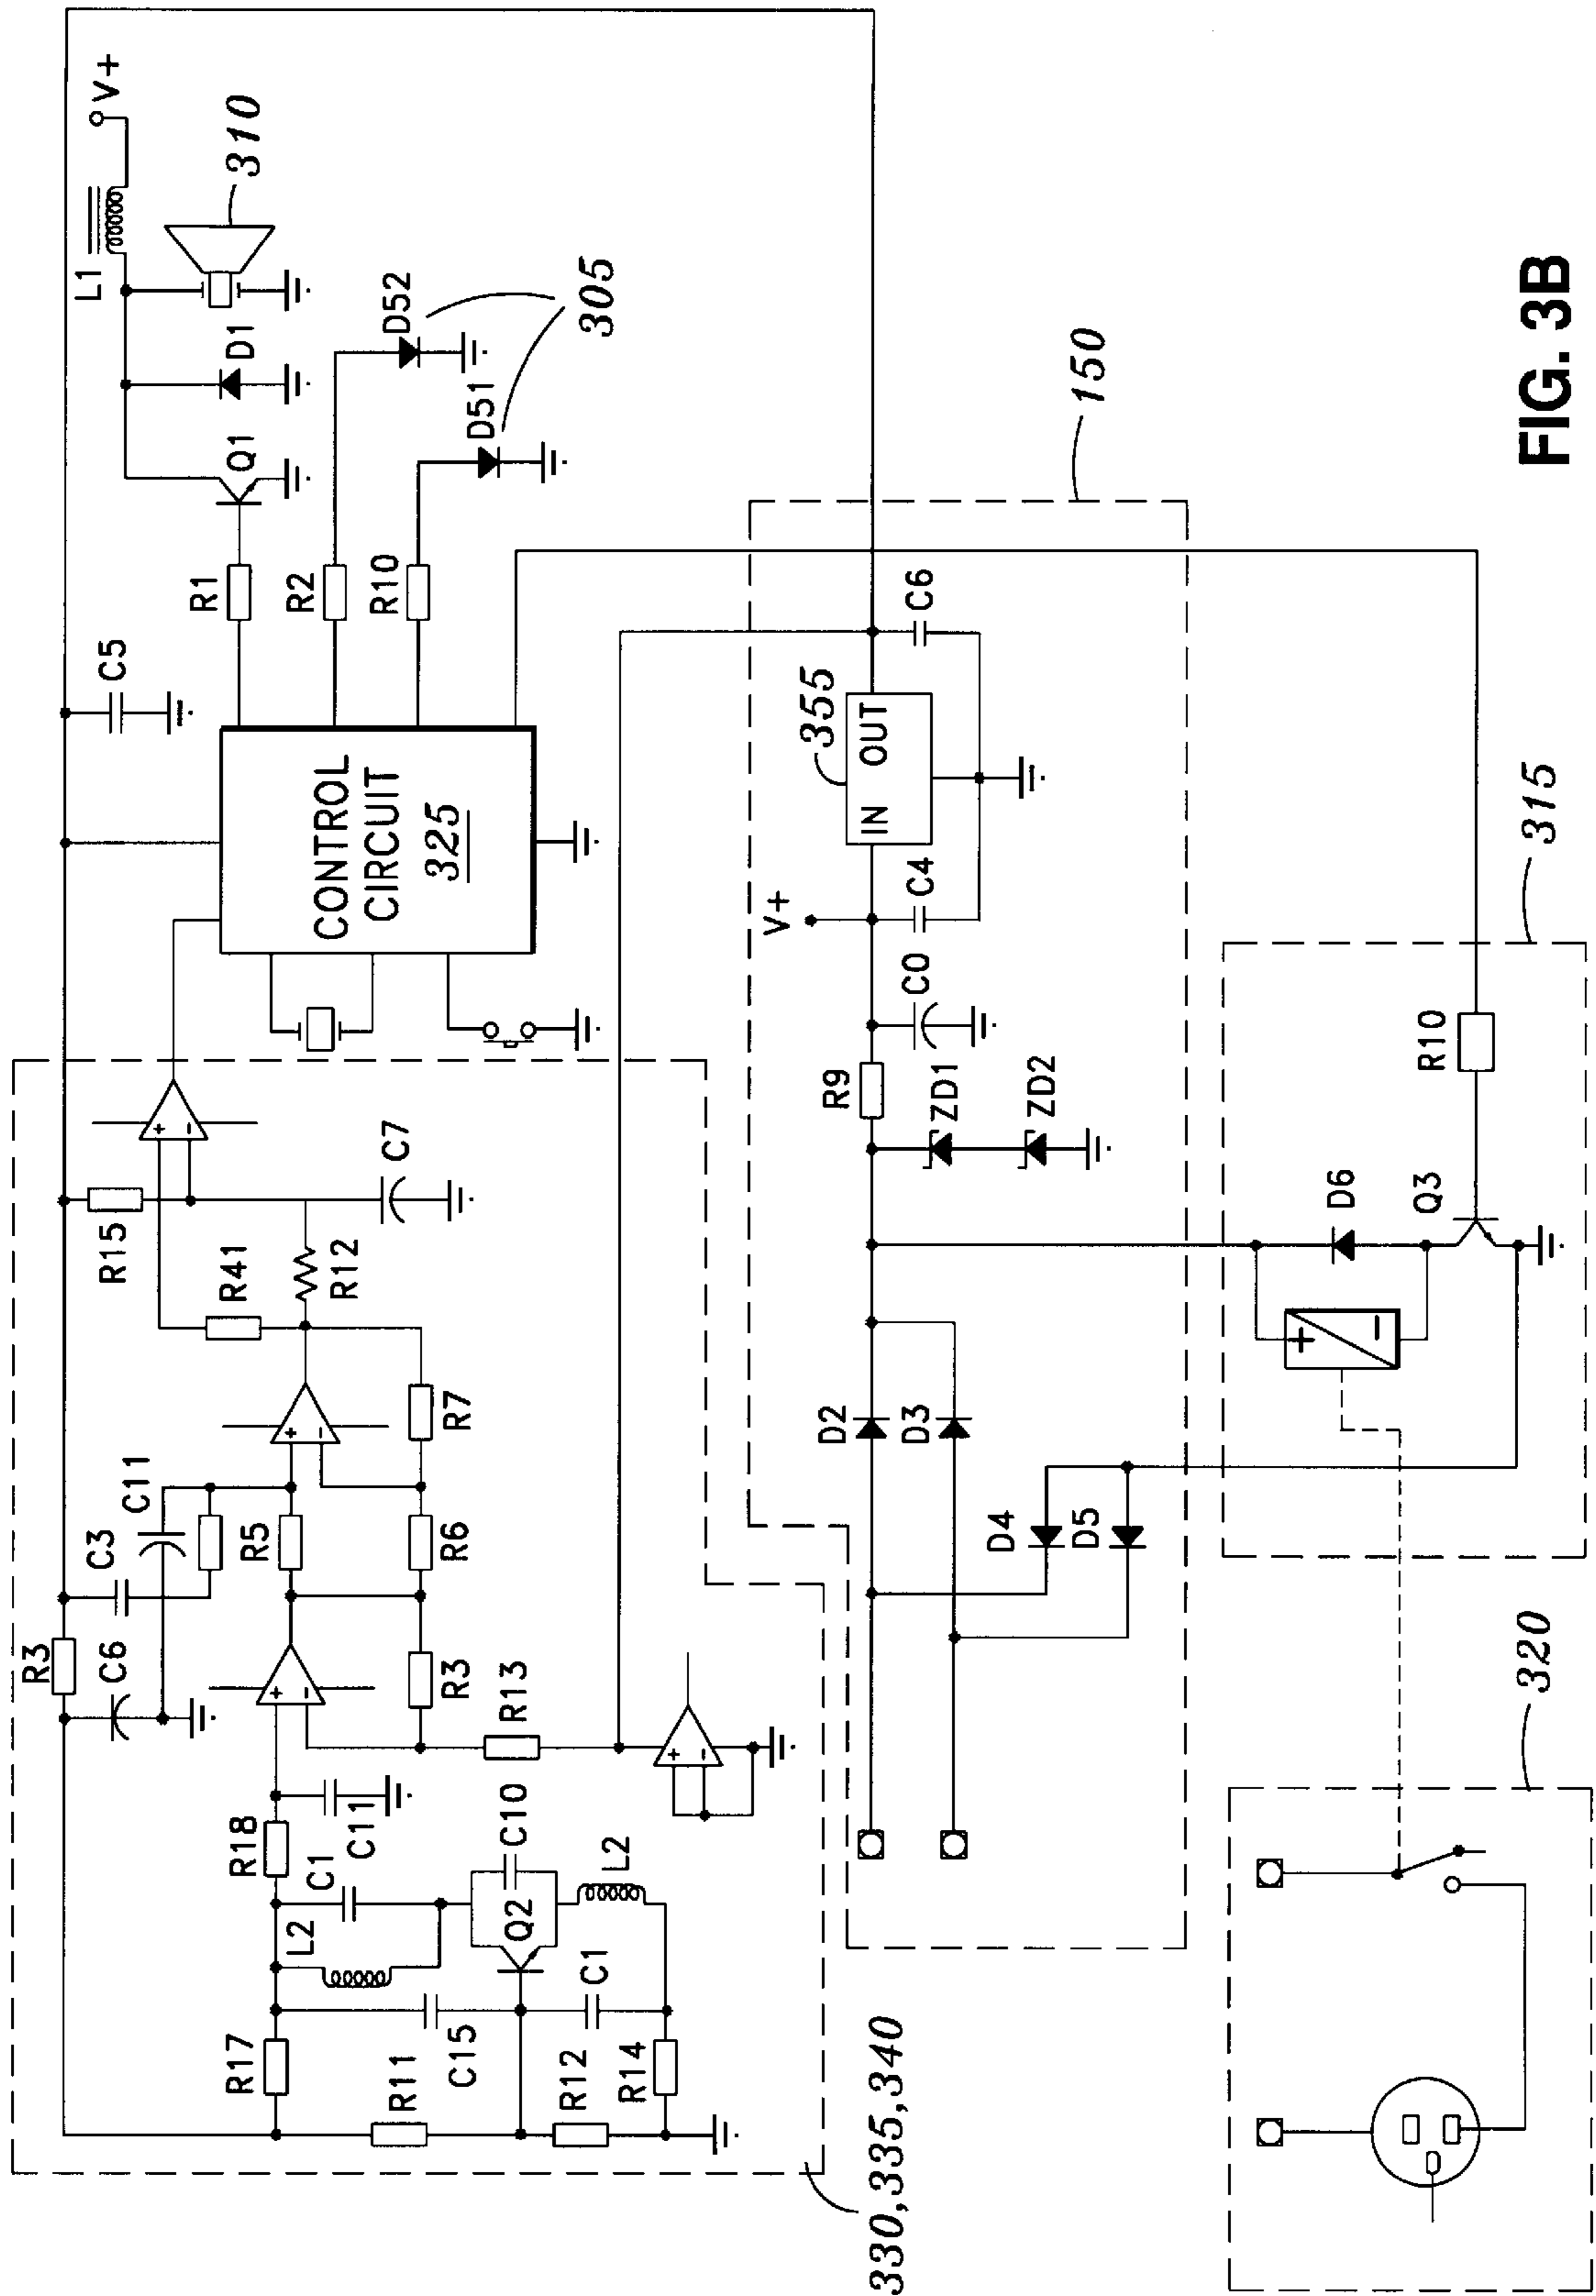 V+
L1
310
D1
Q1
D52
D51
305
C5
R1
R2
R10
CONTROL
CIRCUIT
325
R15
+
−
C7
R41
R12
R3
C6
C3
C11
R5
+
−
R6
R7
+
−
R3
R13
+
−
R18
C1
C11
L2
C10
Q2
L2
R17
C15
C1
R11
R12
R14
330,335,340
150
355
IN OUT
C6
V+
C4
C0
R9
ZD1
ZD2
D2
D3
D4
D5
315
R10
D6
Q3
+
−
320
FIG. 3B